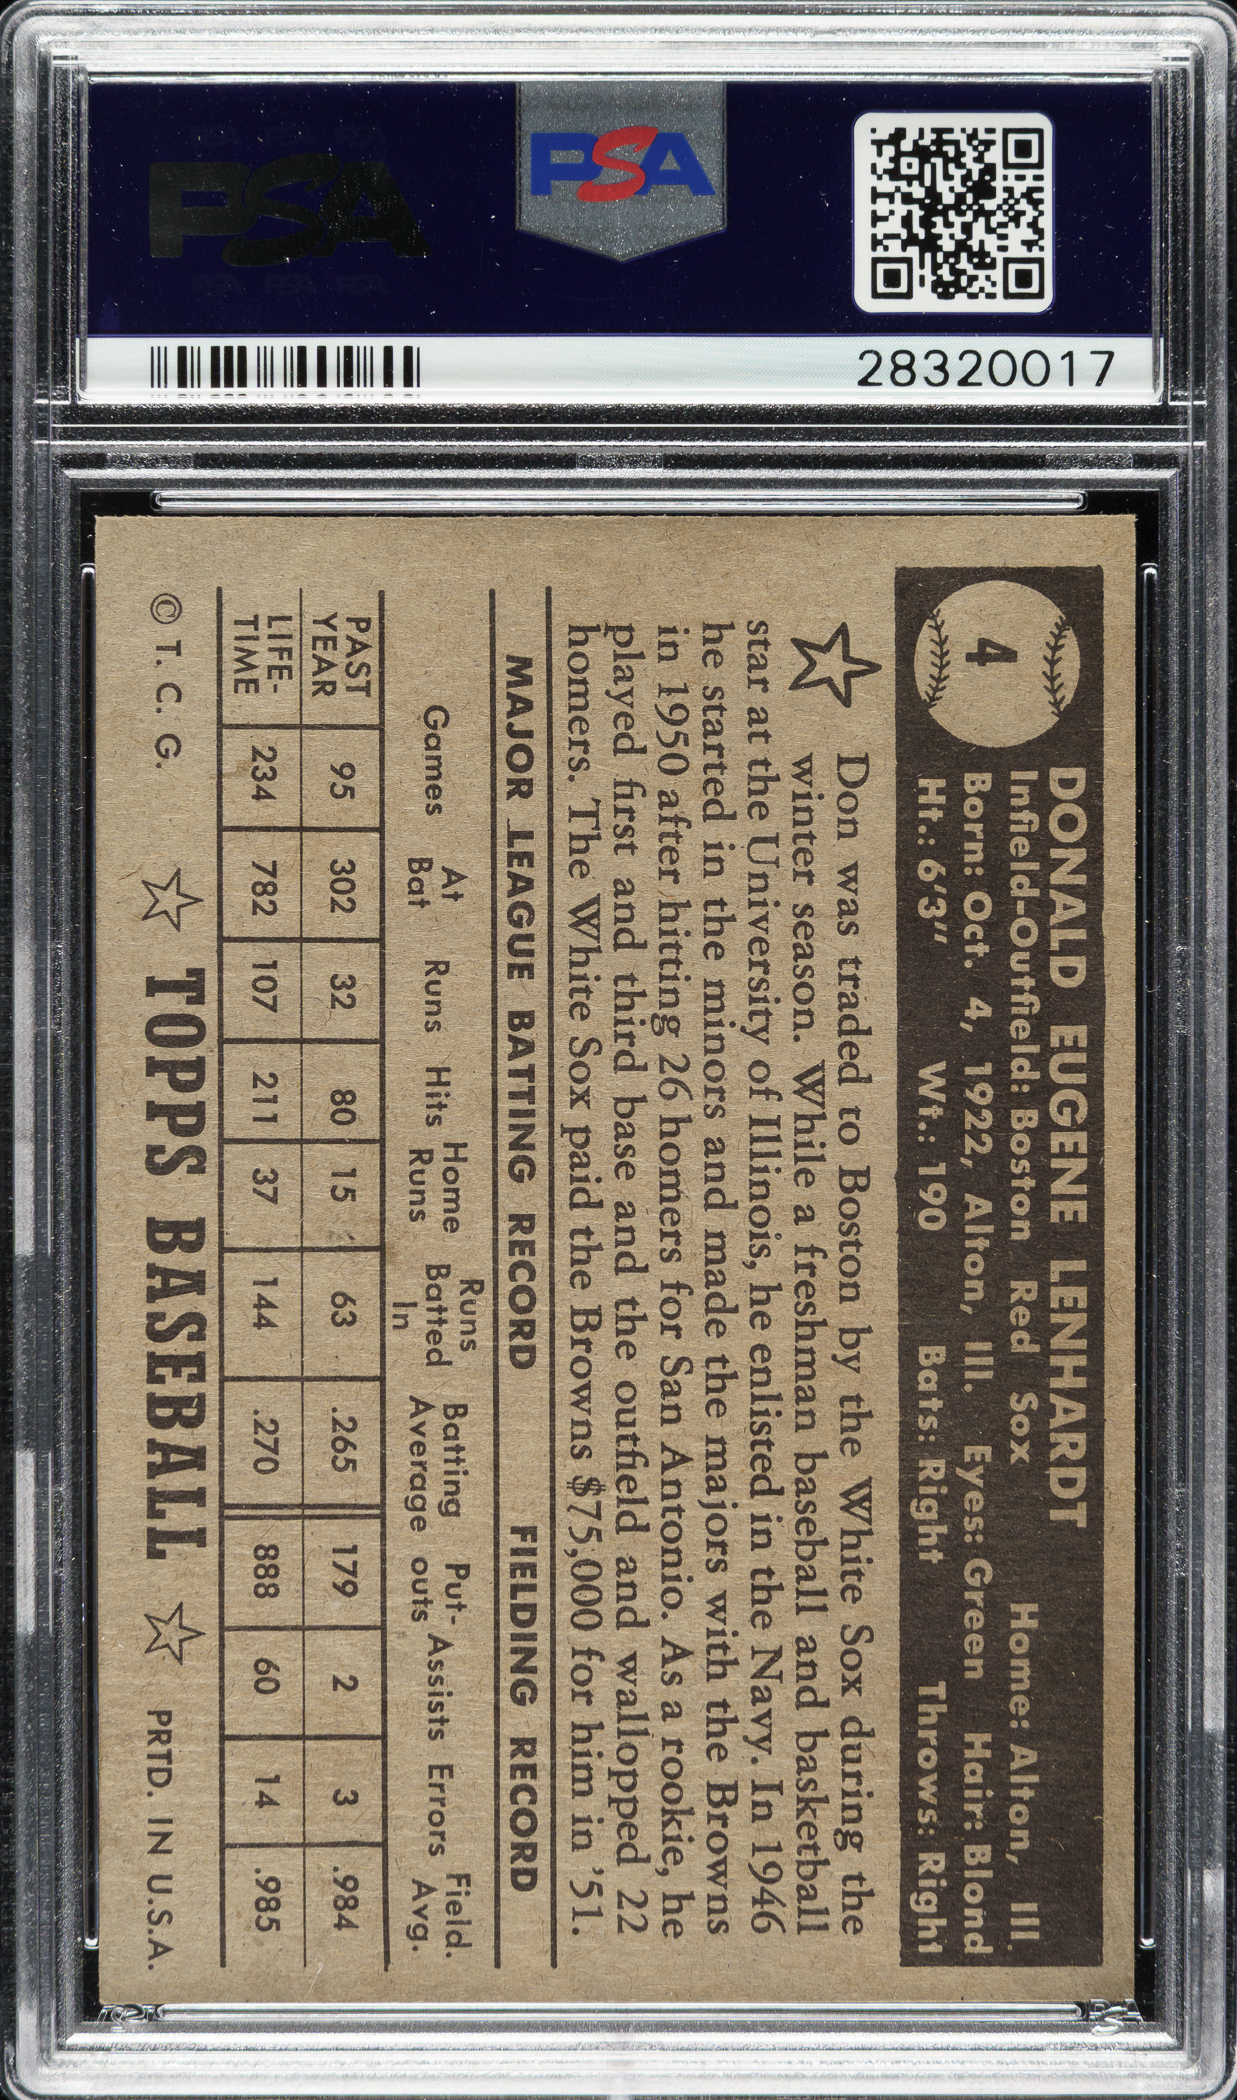 PSA
PSA
28320017
4
DONALD EUGENE LENHARDT
Infield-Outfield: Boston Red Sox Home: Alton, Ill.
Born: Oct. 4, 1922, Alton, Ill. Eyes: Green Hair: Blond
Ht.: 6'3" Wt.: 190 Bats: Right Throws: Right
Don was traded to Boston by the White Sox during the
winter season. While a freshman baseball and basketball
star at the University of Illinois, he enlisted in the Navy. In 1946
he started in the minors and made the majors with the Browns
in 1950 after hitting 26 homers for San Antonio. As a rookie, he
played first and third base and the outfield and walloped 22
homers. The White Sox paid the Browns $75,000 for him in '51.
MAJOR LEAGUE BATTING RECORD FIELDING RECORD
Games At Bat Runs Hits Home Runs Runs Batted In Batting Average Put-outs Assists Errors Field. Avg.
PAST YEAR 95 302 32 80 15 63 .265 179 2 3 .984
LIFE-TIME 234 782 107 211 37 144 .270 888 60 14 .985
© T. C. G. TOPPS BASEBALL PRTD. IN U.S.A.
PSA